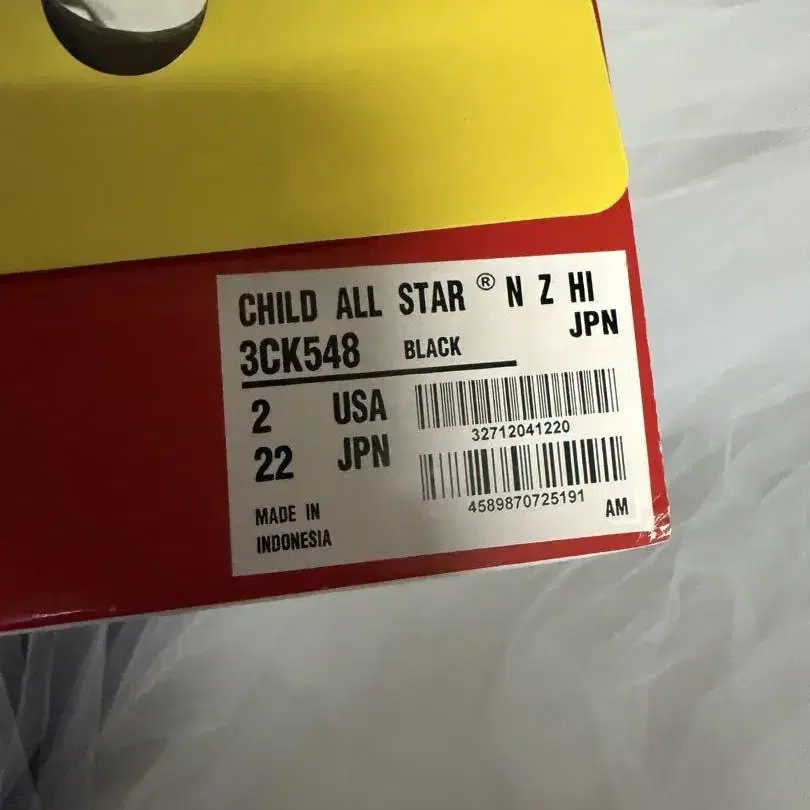 CHILD ALL STAR ® N Z HI
JPN
3CK548 BLACK
2 USA
22 JPN
32712041220
4589870725191
MADE IN
INDONESIA
AM